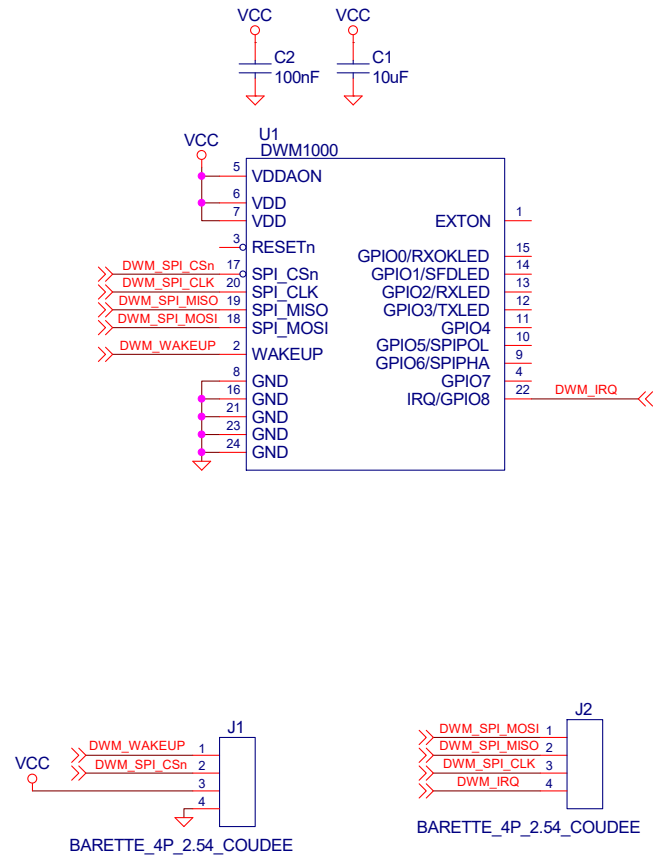 VCC VCC
C2 C1
100nF 10uF
U1
DWM1000
VCC
5 VDDAON
6 VDD
7 VDD
EXTON 1
3 RESETn
GPIO0/RXOKLED 15
DWM_SPI_CSn 17 SPI_CSn
GPIO1/SFDLED 14
DWM_SPI_CLK 20 SPI_CLK
GPIO2/RXLED 13
DWM_SPI_MISO 19 SPI_MISO
GPIO3/TXLED 12
DWM_SPI_MOSI 18 SPI_MOSI
GPIO4 11
GPIO5/SPIPOL 10
DWM_WAKEUP 2 WAKEUP
GPIO6/SPIPHA 9
8 GND
GPIO7 4
16 GND
IRQ/GPIO8 22 DWM_IRQ
21 GND
23 GND
24 GND
J1
DWM_WAKEUP 1
DWM_SPI_CSn 2
VCC
3
4
BARETTE_4P_2.54_COUDEE
J2
DWM_SPI_MOSI 1
DWM_SPI_MISO 2
DWM_SPI_CLK 3
DWM_IRQ 4
BARETTE_4P_2.54_COUDEE